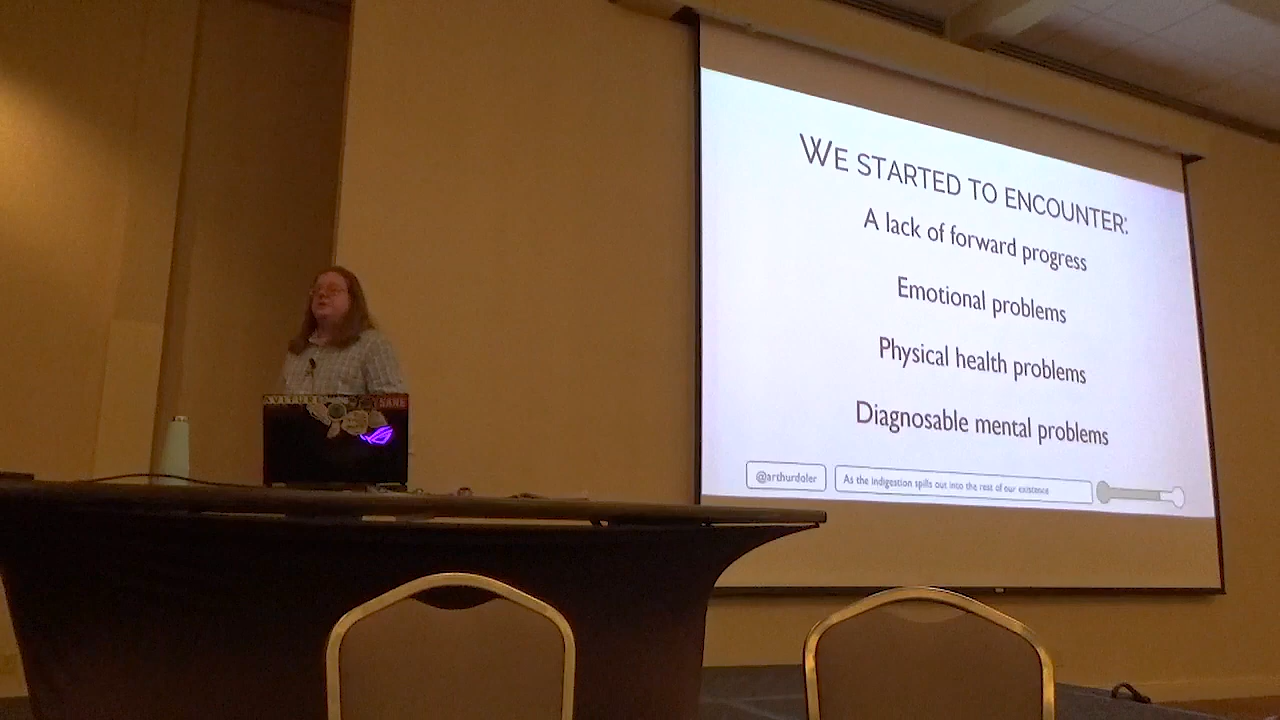 WE STARTED TO ENCOUNTER:
A lack of forward progress
Emotional problems
Physical health problems
Diagnosable mental problems
@arthurdoler
As the indigestion spills out into the rest of our existence